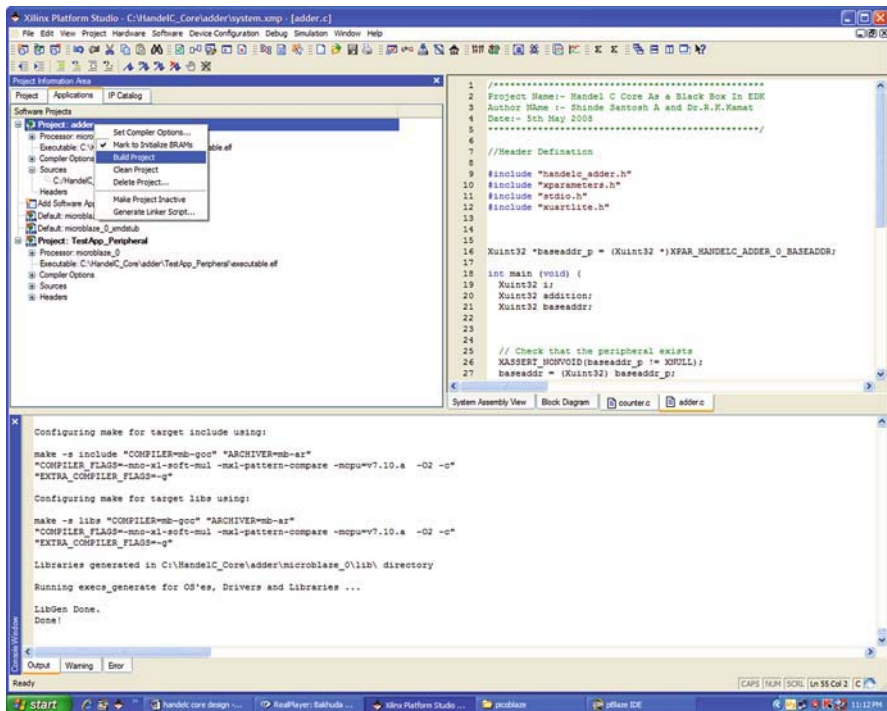 Xilinx Platform Studio - C:\HandelC_Core\adder\system.xmp - [adder.c]
File Edit View Project Hardware Software Device Configuration Debug Simulation Window Help
Project Information Area
Project Applications IP Catalog
Software Projects
Project: adder
Processor: micro
Executable: C:\
able.elf
Compiler Options
Sources
C:/HandelC_
Headers
Add Software Ap
Default: microbla
Default: microblaze_0_xmdstub
Project: TestApp_Peripheral
Processor: microblaze_0
Executable: C:\HandelC_Core\adder\TestApp_Peripheral\executable.elf
Compiler Options
Sources
Headers
Set Compiler Options...
Mark to Initialize BRAMs
Build Project
Clean Project
Delete Project...
Make Project Inactive
Generate Linker Script...
1 /***************************************************
2 Project Name:- Handel C Core As a Black Box In EDK
3 Author NAme :- Shinde Santosh A and Dr.R.K.Kamat
4 Date:- 5th May 2008
5 ***************************************************/
6
7 //Header Defination
8
9 #include "handelc_adder.h"
10 #include "xparameters.h"
11 #include "stdio.h"
12 #include "xuartlite.h"
13
14
15
16 Xuint32 *baseaddr_p = (Xuint32 *)XPAR_HANDELC_ADDER_0_BASEADDR;
17
18 int main (void) {
19 Xuint32 i;
20 Xuint32 addition;
21 Xuint32 baseaddr;
22
23
24
25 // Check that the peripheral exists
26 XASSERT_NONVOID(baseaddr_p != XNULL);
27 baseaddr = (Xuint32) baseaddr_p;
System Assembly View Block Diagram counter.c adder.c
Configuring make for target include using:
make -s include "COMPILER=mb-gcc" "ARCHIVER=mb-ar"
"COMPILER_FLAGS=-mno-xl-soft-mul -mxl-pattern-compare -mcpu=v7.10.a -O2 -c"
"EXTRA_COMPILER_FLAGS=-g"
Configuring make for target libs using:
make -s libs "COMPILER=mb-gcc" "ARCHIVER=mb-ar"
"COMPILER_FLAGS=-mno-xl-soft-mul -mxl-pattern-compare -mcpu=v7.10.a -O2 -c"
"EXTRA_COMPILER_FLAGS=-g"
Libraries generated in C:\HandelC_Core\adder\microblaze_0\lib\ directory
Running execs_generate for OS'es, Drivers and Libraries ...
LibGen Done.
Done!
Console Window
Output Warning Error
Ready
CAPS NUM SCRL Ln 55 Col 2 C
start handelc core design -... RealPlayer: Bakhuda ... Xilinx Platform Studio ... picoblaze pBlaze IDE 11:12 PM